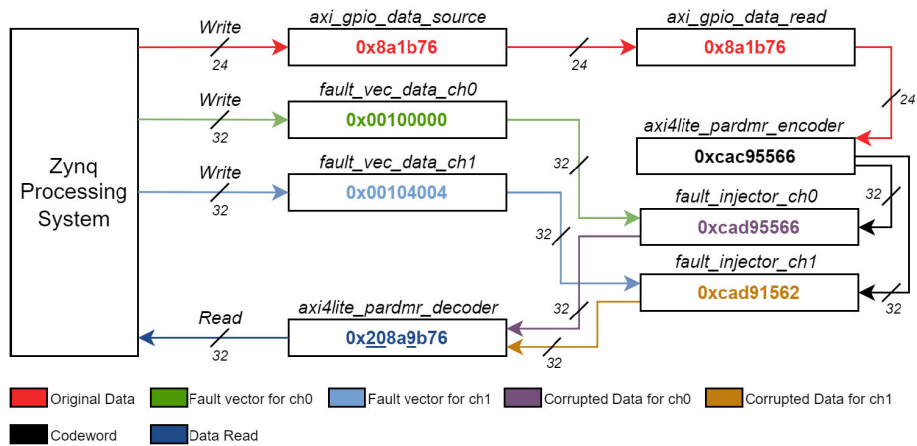 axi_gpio_data_source
axi_gpio_data_read
Write
0x8a1b76
0x8a1b76
24
24
fault_vec_data_ch0
Write
0x00100000
24
32
axi4lite_pardmr_encoder
0xcac95566
Zynq
Processing
System
fault_vec_data_ch1
Write
0x00104004
32
32
32
fault_injector_ch0
0xcad95566
32
fault_injector_ch1
0xcad91562
axi4lite_pardmr_decoder
32
32
Read
0x208a9b76
32
32
Original Data
Fault vector for ch0
Fault vector for ch1
Corrupted Data for ch0
Corrupted Data for ch1
Codeword
Data Read